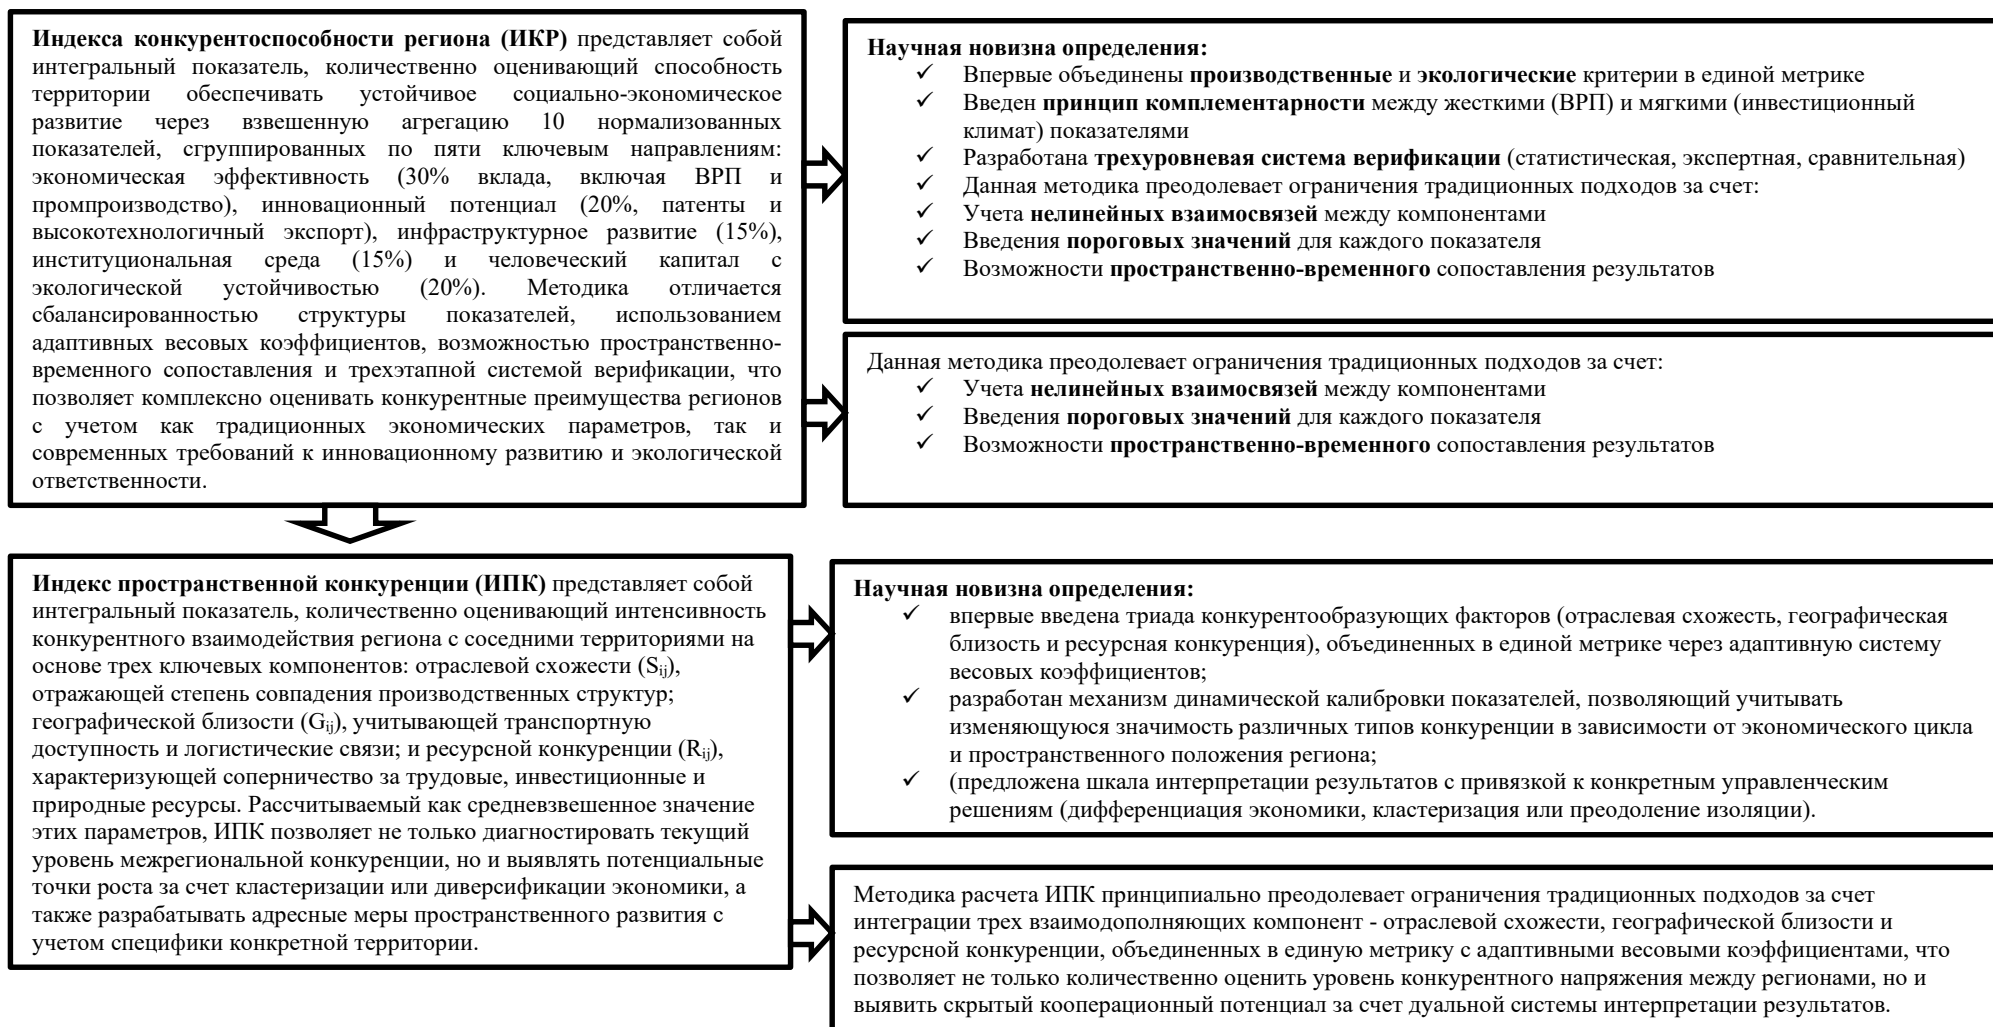 Индекса конкурентоспособности региона (ИКР) представляет собой
интегральный показатель, количественно оценивающий способность
территории обеспечивать устойчивое социально-экономическое
развитие через взвешенную агрегацию 10 нормализованных
показателей, сгруппированных по пяти ключевым направлениям:
экономическая эффективность (30% вклада, включая ВРП и
промпроизводство), инновационный потенциал (20%, патенты и
высокотехнологичный экспорт), инфраструктурное развитие (15%),
институциональная среда (15%) и человеческий капитал с
экологической устойчивостью (20%). Методика отличается
сбалансированностью структуры показателей, использованием
адаптивных весовых коэффициентов, возможностью пространственно-
временного сопоставления и трехэтапной системой верификации, что
позволяет комплексно оценивать конкурентные преимущества регионов
с учетом как традиционных экономических параметров, так и
современных требований к инновационному развитию и экологической
ответственности.
Научная новизна определения:
✓ Впервые объединены производственные и экологические критерии в единой метрике
✓ Введен принцип комплементарности между жесткими (ВРП) и мягкими (инвестиционный
климат) показателями
✓ Разработана трехуровневая система верификации (статистическая, экспертная, сравнительная)
✓ Данная методика преодолевает ограничения традиционных подходов за счет:
✓ Учета нелинейных взаимосвязей между компонентами
✓ Введения пороговых значений для каждого показателя
✓ Возможности пространственно-временного сопоставления результатов
Данная методика преодолевает ограничения традиционных подходов за счет:
✓ Учета нелинейных взаимосвязей между компонентами
✓ Введения пороговых значений для каждого показателя
✓ Возможности пространственно-временного сопоставления результатов
Индекс пространственной конкуренции (ИПК) представляет собой
интегральный показатель, количественно оценивающий интенсивность
конкурентного взаимодействия региона с соседними территориями на
основе трех ключевых компонентов: отраслевой схожести (Sij),
отражающей степень совпадения производственных структур;
географической близости (Gij), учитывающей транспортную
доступность и логистические связи; и ресурсной конкуренции (Rij),
характеризующей соперничество за трудовые, инвестиционные и
природные ресурсы. Рассчитываемый как средневзвешенное значение
этих параметров, ИПК позволяет не только диагностировать текущий
уровень межрегиональной конкуренции, но и выявлять потенциальные
точки роста за счет кластеризации или диверсификации экономики, а
также разрабатывать адресные меры пространственного развития с
учетом специфики конкретной территории.
Научная новизна определения:
✓ впервые введена триада конкурентообразующих факторов (отраслевая схожесть, географическая
близость и ресурсная конкуренция), объединенных в единой метрике через адаптивную систему
весовых коэффициентов;
✓ разработан механизм динамической калибровки показателей, позволяющий учитывать
изменяющуюся значимость различных типов конкуренции в зависимости от экономического цикла
и пространственного положения региона;
✓ (предложена шкала интерпретации результатов с привязкой к конкретным управленческим
решениям (дифференциация экономики, кластеризация или преодоление изоляции).
Методика расчета ИПК принципиально преодолевает ограничения традиционных подходов за счет
интеграции трех взаимодополняющих компонент - отраслевой схожести, географической близости и
ресурсной конкуренции, объединенных в единую метрику с адаптивными весовыми коэффициентами, что
позволяет не только количественно оценить уровень конкурентного напряжения между регионами, но и
выявить скрытый кооперационный потенциал за счет дуальной системы интерпретации результатов.